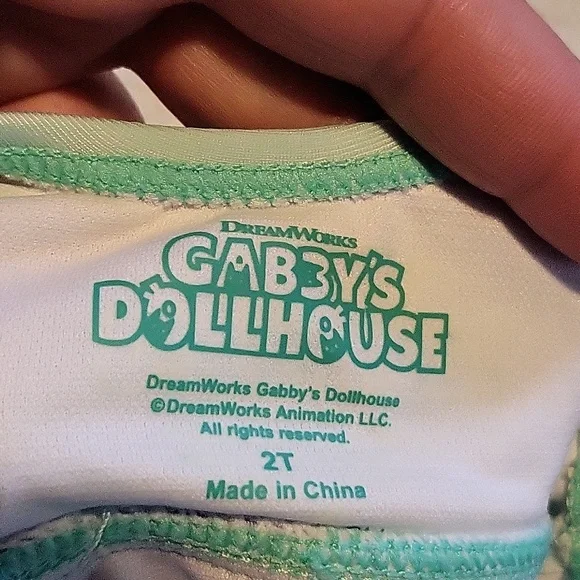 DREAMWORKS
GABBY'S
DOLLHOUSE
DreamWorks Gabby's Dollhouse
©DreamWorks Animation LLC.
All rights reserved.
2T
Made in China